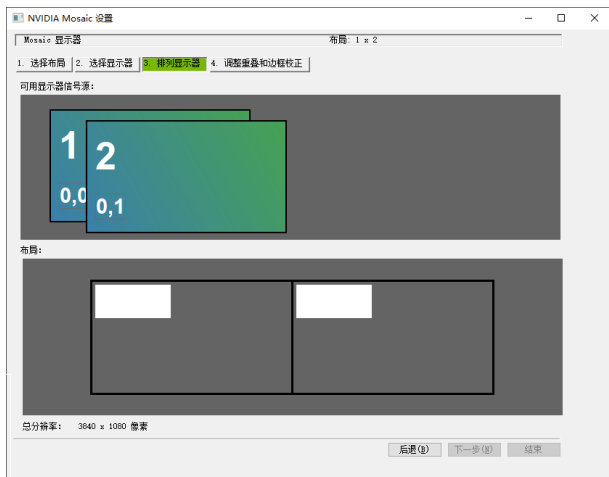 NVIDIA Mosaic 设置
Mosaic 显示器 布局: 1 x 2
1. 选择布局 2. 选择显示器 3. 排列显示器 4. 调整重叠和边框校正
可用显示器信号源:
1
2
0,0
0,1
布局:
总分辨率: 3840 x 1080 像素
后退(B) 下一步(N) 结束